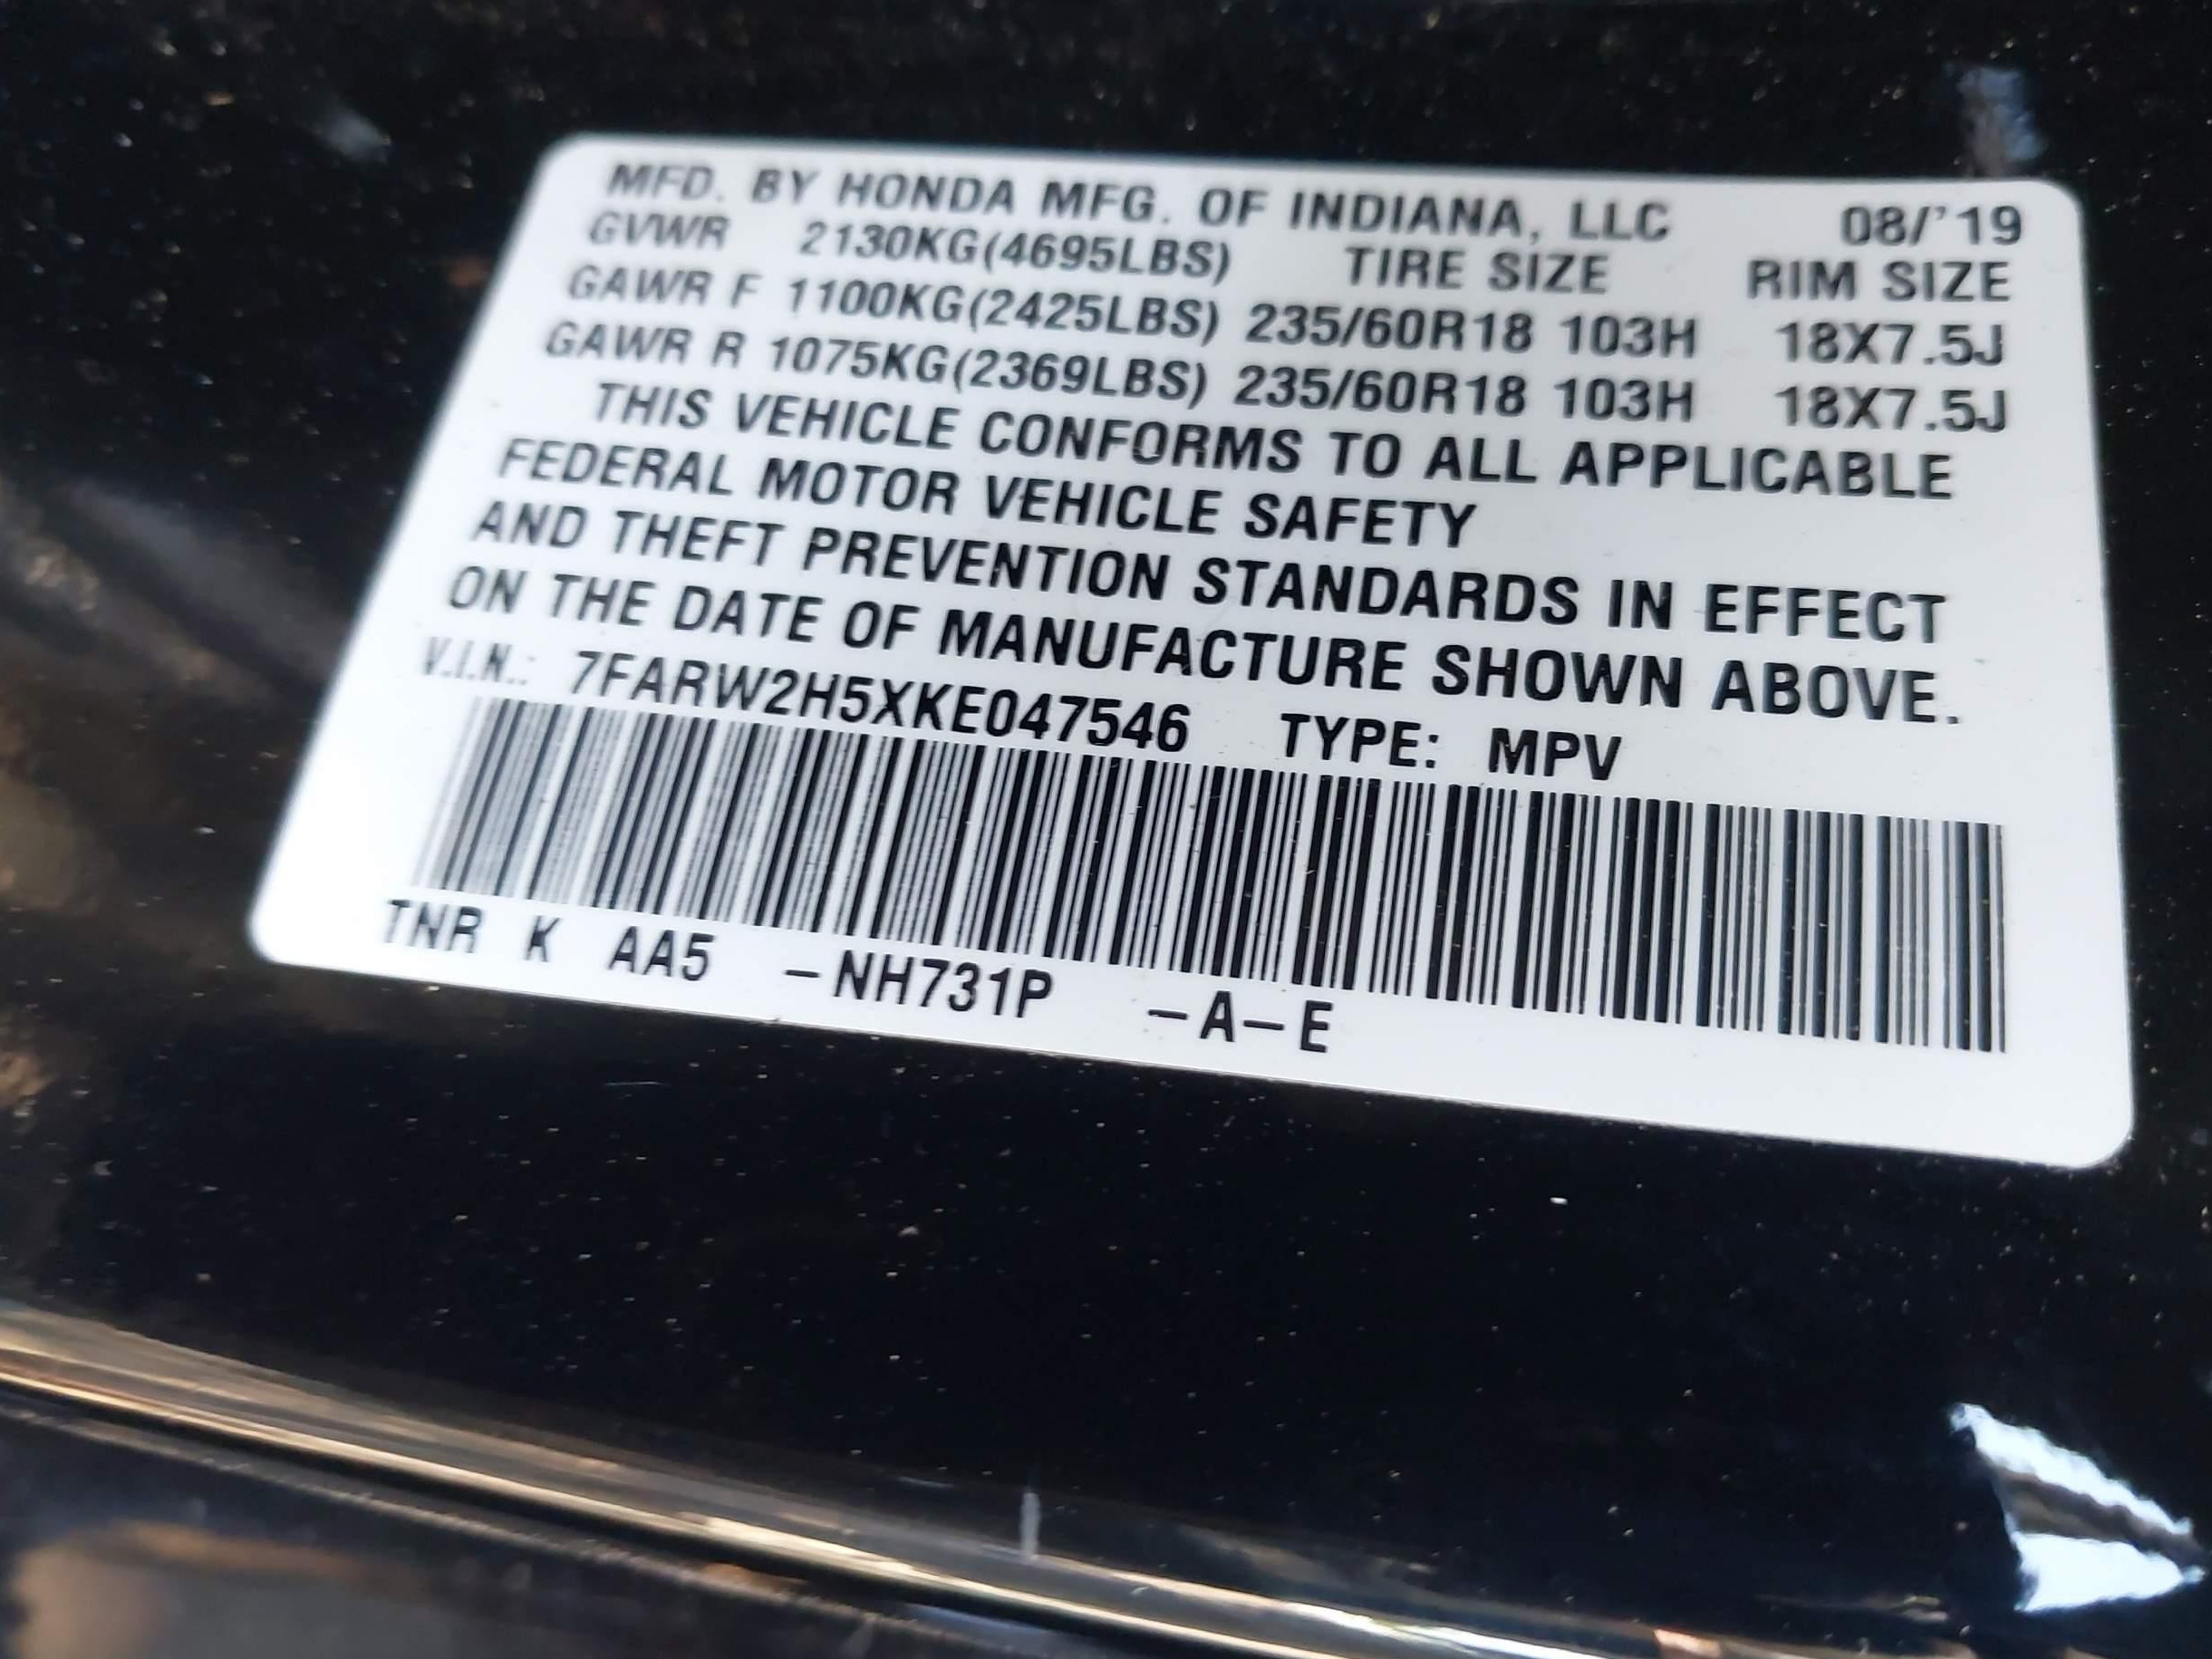 MFD. BY HONDA MFG. OF INDIANA, LLC 08/'19
GVWR 2130KG(4695LBS) TIRE SIZE RIM SIZE
GAWR F 1100KG(2425LBS) 235/60R18 103H 18X7.5J
GAWR R 1075KG(2369LBS) 235/60R18 103H 18X7.5J
THIS VEHICLE CONFORMS TO ALL APPLICABLE
FEDERAL MOTOR VEHICLE SAFETY
AND THEFT PREVENTION STANDARDS IN EFFECT
ON THE DATE OF MANUFACTURE SHOWN ABOVE.
V.I.N.: 7FARW2H5XKE047546 TYPE: MPV
TNR K AA5 -NH731P -A-E